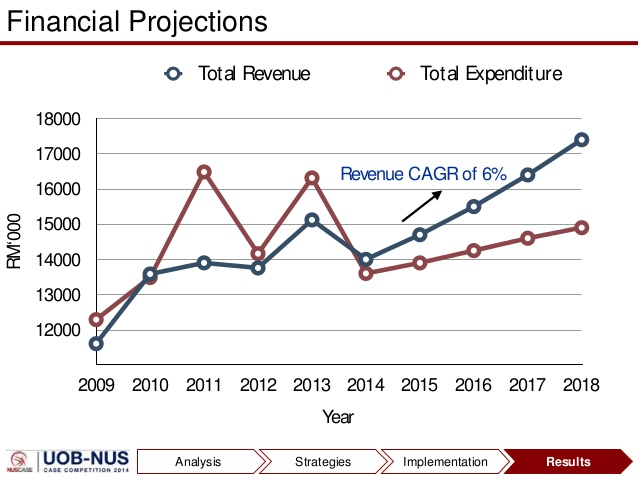 Financial Projections
Total Revenue
Total Expenditure
18000
17000
16000
15000
14000
13000
12000
RM'000
Revenue CAGR of 6%
2009 2010 2011 2012 2013 2014 2015 2016 2017 2018
Year
NUSCASE
UOB-NUS
CASE COMPETITION 2014
Analysis
Strategies
Implementation
Results